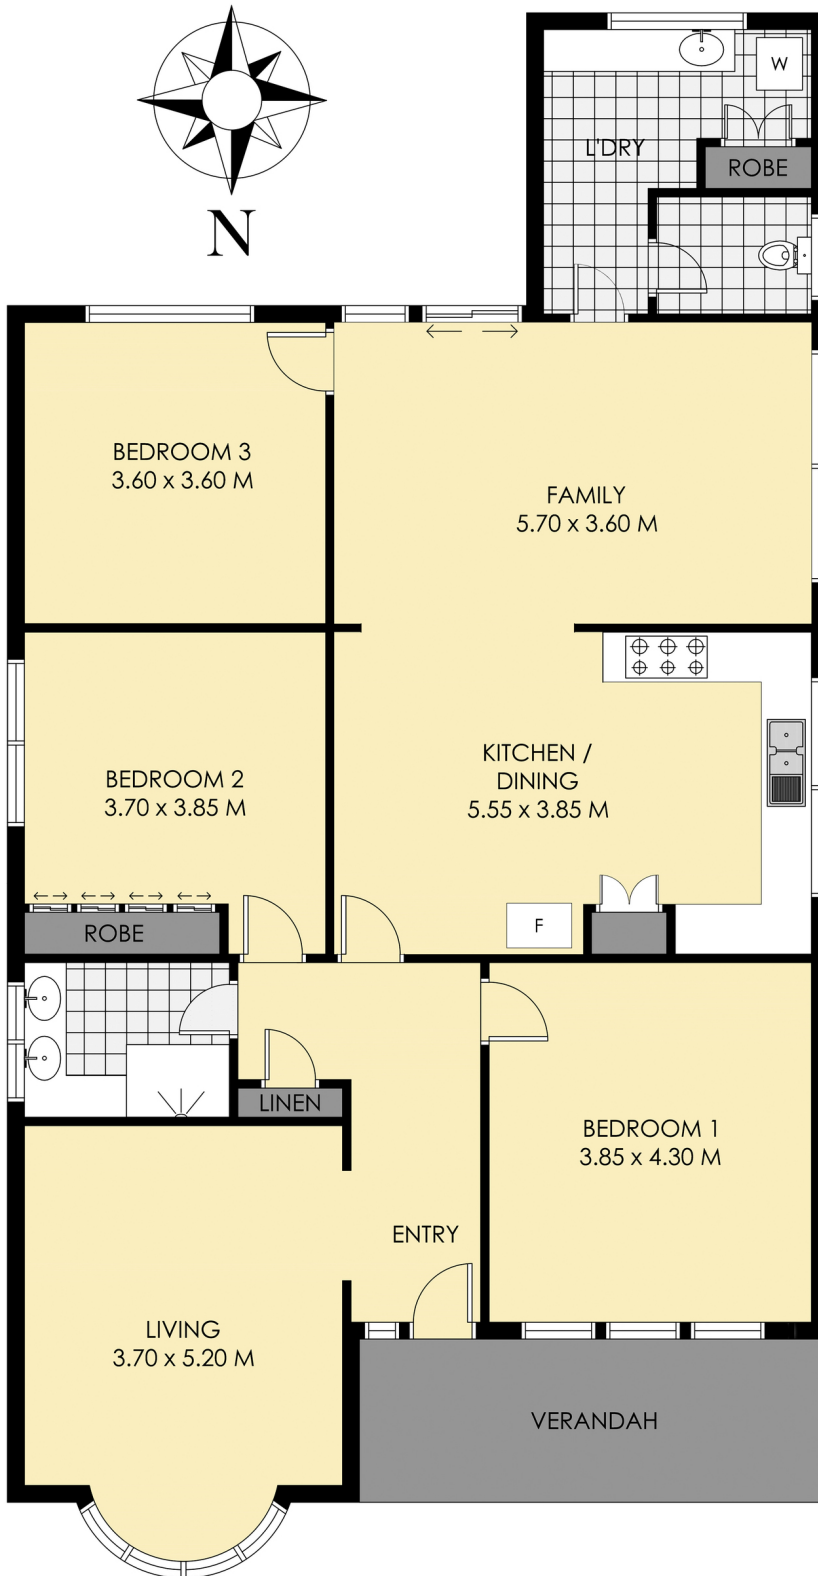 N
W
L'DRY
ROBE
BEDROOM 3
3.60 x 3.60 M
FAMILY
5.70 x 3.60 M
BEDROOM 2
3.70 x 3.85 M
KITCHEN /
DINING
5.55 x 3.85 M
ROBE
F
LINEN
BEDROOM 1
3.85 x 4.30 M
ENTRY
LIVING
3.70 x 5.20 M
VERANDAH